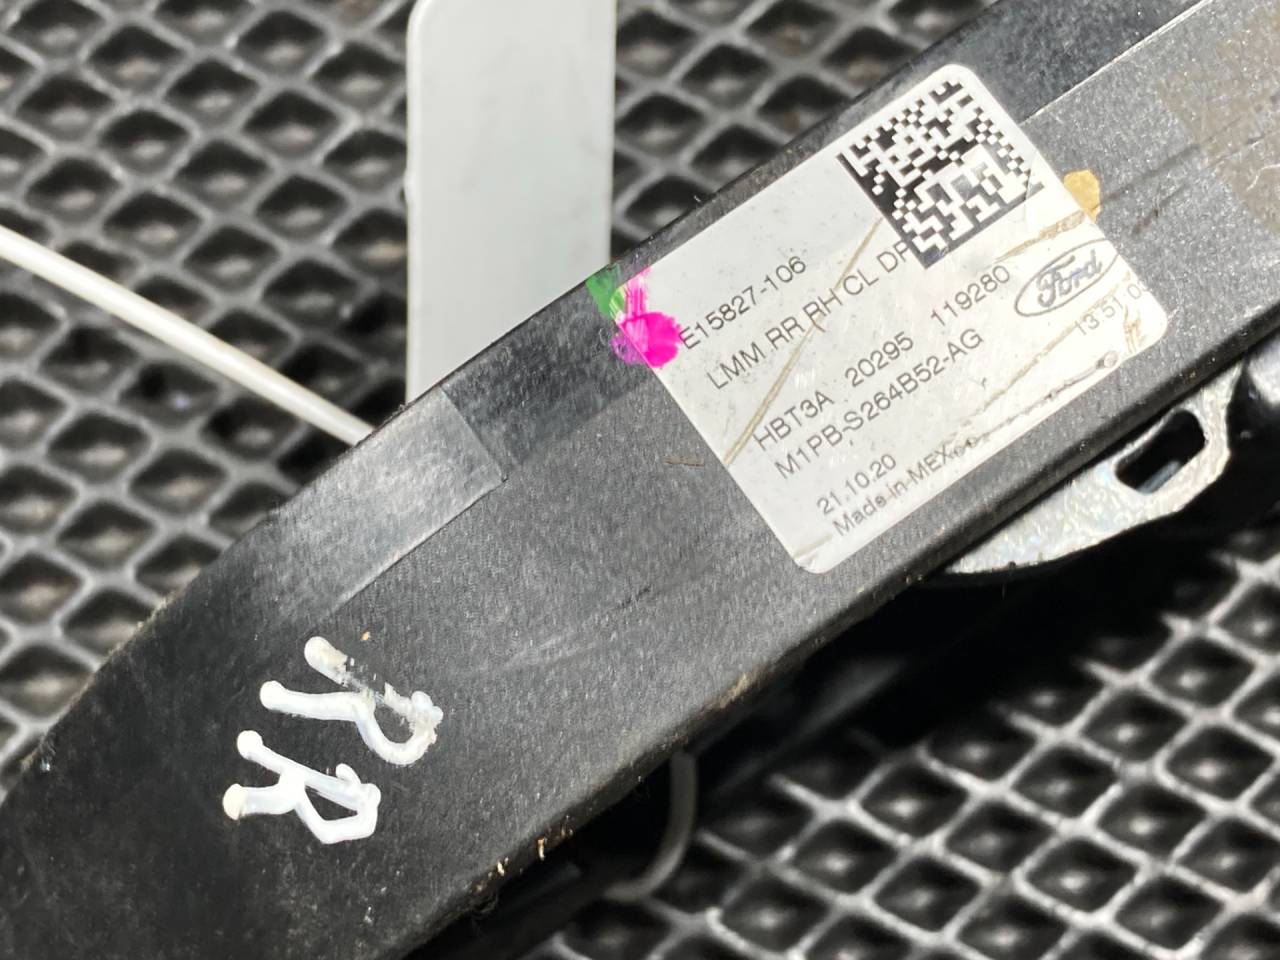 E15827-106
LMM RR RH CL
HBT3A 20295 119280
M1PB-S264B52-AG
Ford
21.10.20
Made-in-MEX
RR